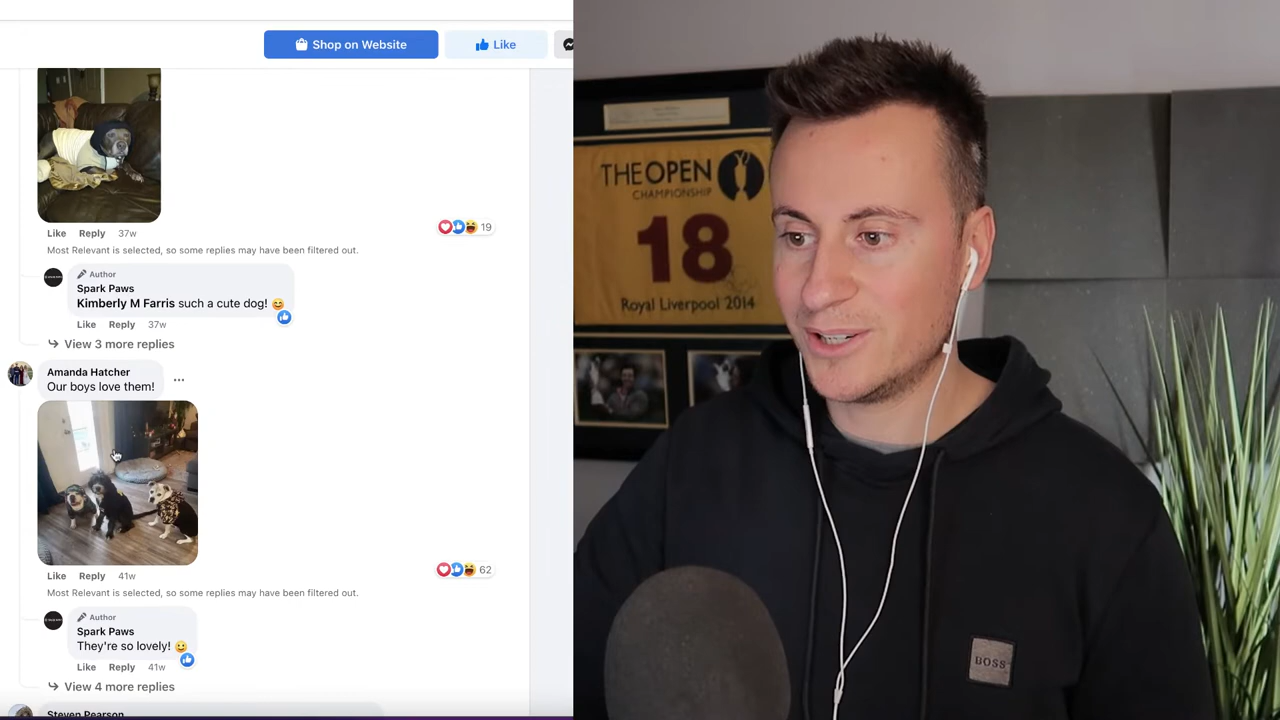 Shop on Website
Like
Like Reply 37w
19
Most Relevant is selected, so some replies may have been filtered out.
Author
Spark Paws
Kimberly M Farris such a cute dog! 😄
Like Reply 37w
View 3 more replies
Amanda Hatcher
Our boys love them!
Like Reply 41w
62
Most Relevant is selected, so some replies may have been filtered out.
Author
Spark Paws
They're so lovely! 😀
Like Reply 41w
View 4 more replies
Steven Pearson
THE OPEN
CHAMPIONSHIP
18
Royal Liverpool 2014
BOSS